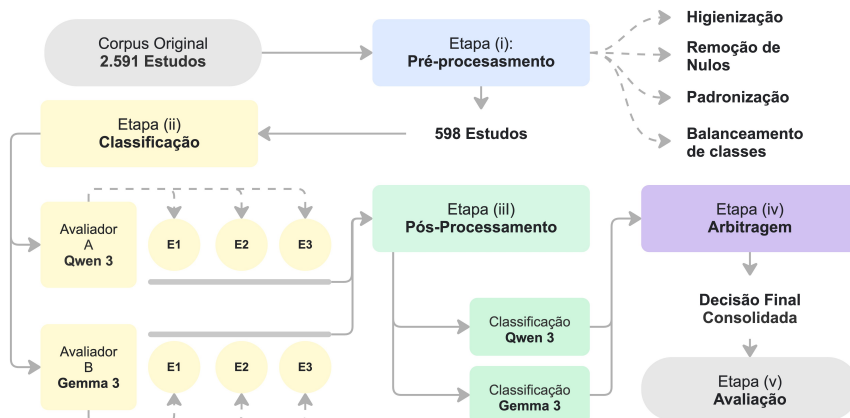 Corpus Original
2.591 Estudos
Etapa (i):
Pré-procesasmento
Higienização
Remoção de
Nulos
Padronização
Balanceamento
de classes
598 Estudos
Etapa (ii)
Classificação
Avaliador
A
Qwen 3
E1
E2
E3
Avaliador
B
Gemma 3
E1
E2
E3
Etapa (iiI)
Pós-Processamento
Classificação
Qwen 3
Classificação
Gemma 3
Etapa (iv)
Arbitragem
Decisão Final
Consolidada
Etapa (v)
Avaliação